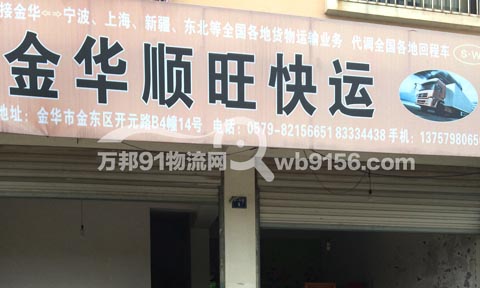 接金华⇔宁波、上海、新疆、东北等全国各地货物运输业务 代调全国各地回程车
S·W
金华顺旺快运
地址：金华市金东区开元路B4幢14号 电话：0579-82156651 83334438 手机：1375798065
万邦91物流网 wb9156.com